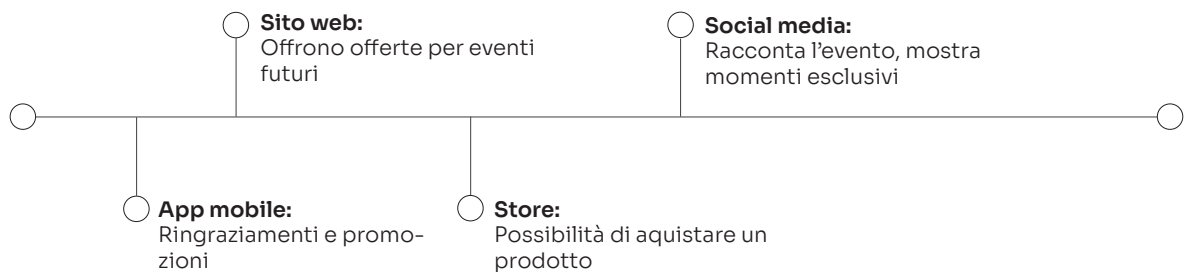 Sito web:
Offrono offerte per eventi
futuri
Social media:
Racconta l'evento, mostra
momenti esclusivi
App mobile:
Ringraziamenti e promo-
zioni
Store:
Possibilità di aquistare un
prodotto